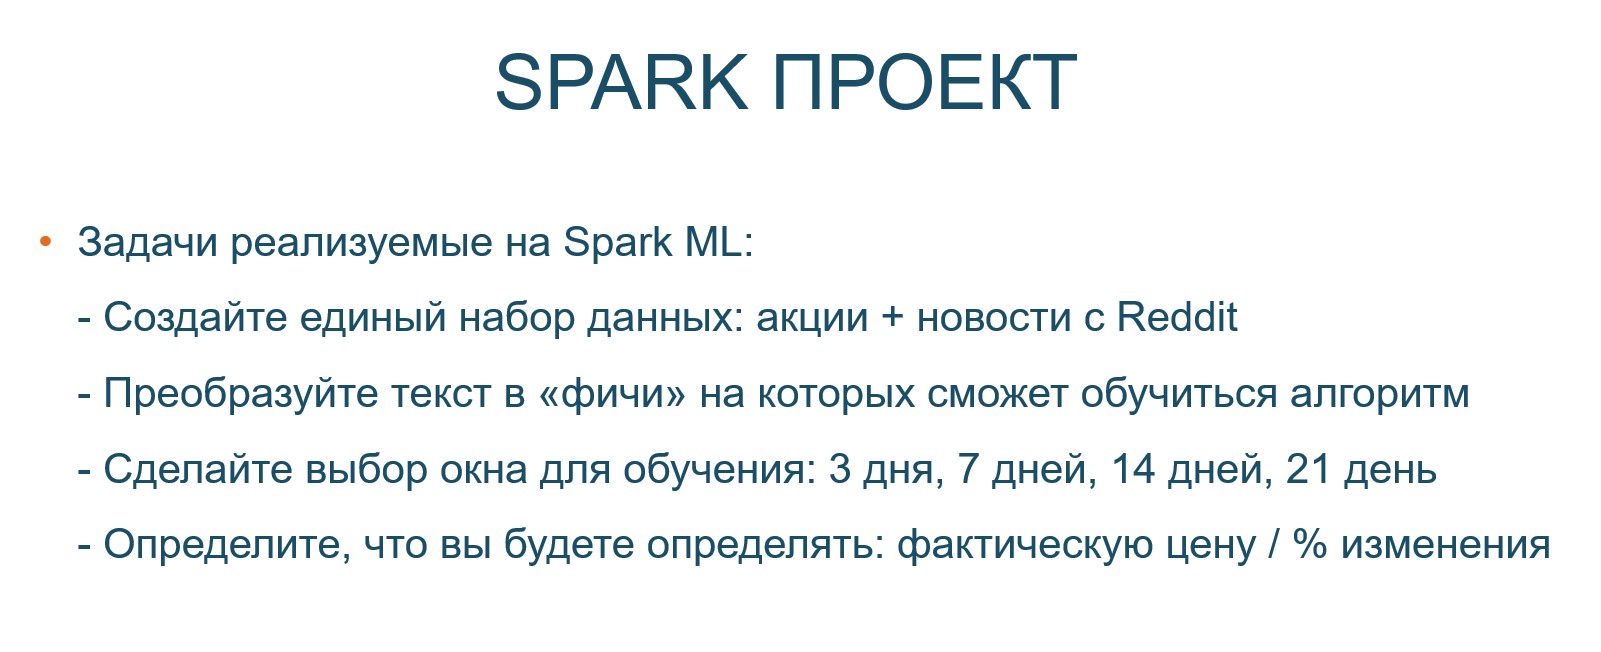 SPARK ПРОЕКТ
• Задачи реализуемые на Spark ML:
- Создайте единый набор данных: акции + новости с Reddit
- Преобразуйте текст в «фичи» на которых сможет обучиться алгоритм
- Сделайте выбор окна для обучения: 3 дня, 7 дней, 14 дней, 21 день
- Определите, что вы будете определять: фактическую цену / % изменения